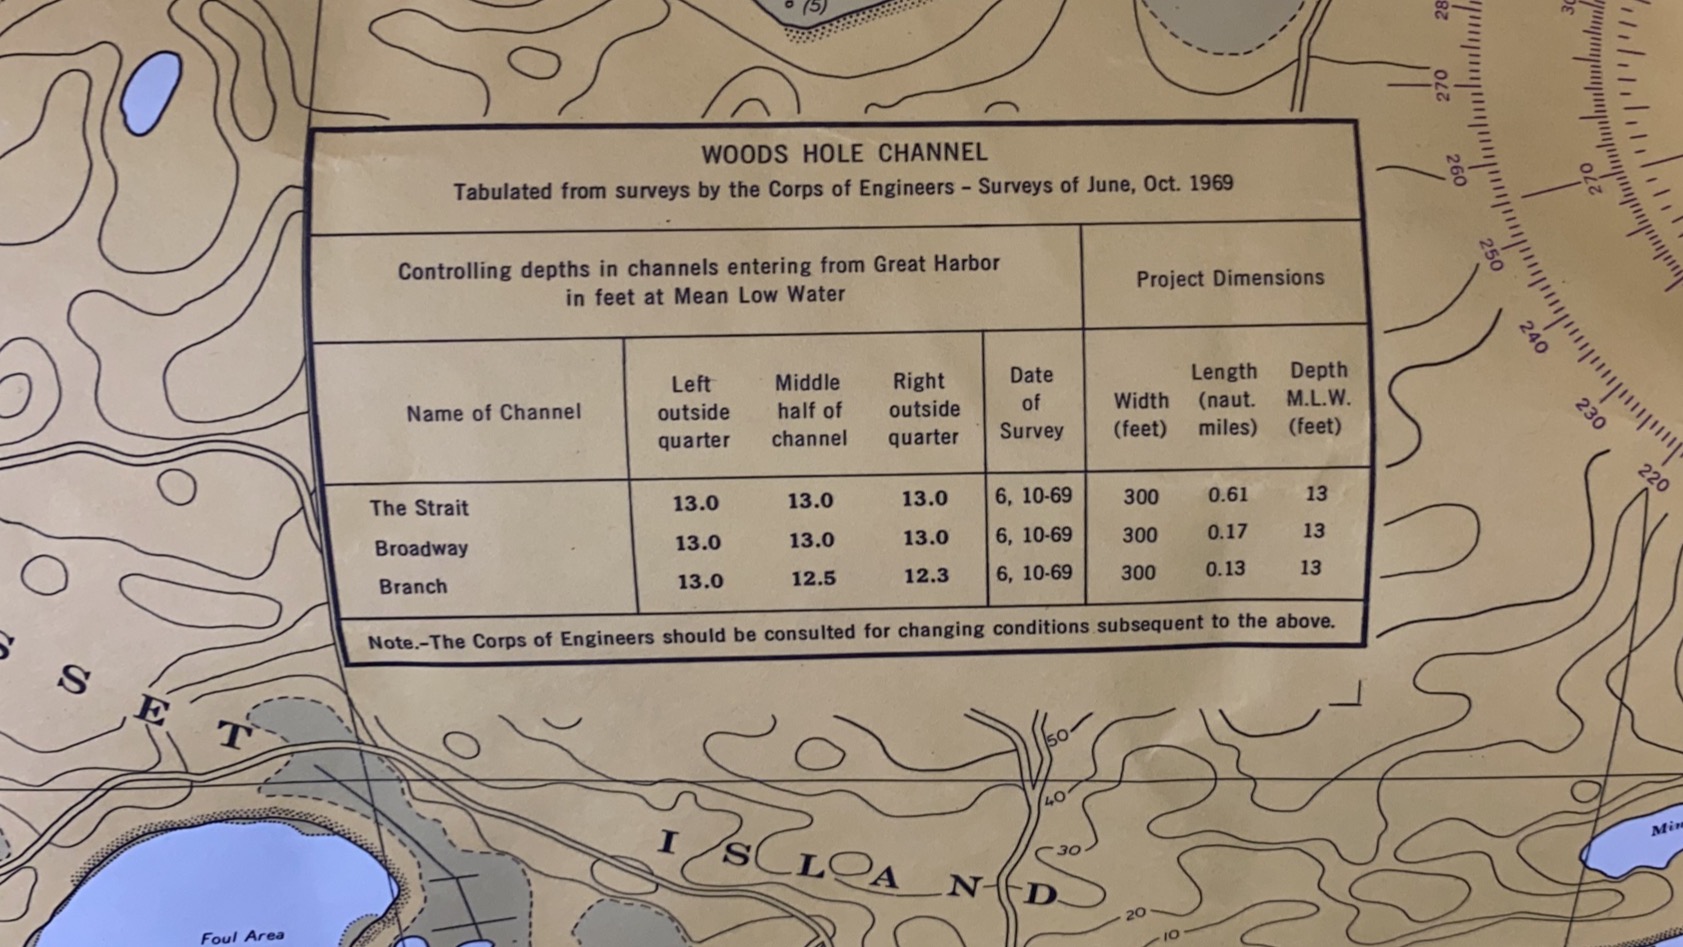 (5)
28
270
260
270
250
240
230
220
WOODS HOLE CHANNEL
Tabulated from surveys by the Corps of Engineers – Surveys of June, Oct. 1969
Controlling depths in channels entering from Great Harbor
in feet at Mean Low Water
Project Dimensions
Name of Channel
Left
outside
quarter
Middle
half of
channel
Right
outside
quarter
Date
of
Survey
Width
(feet)
Length
(naut.
miles)
Depth
M.L.W.
(feet)
The Strait 13.0 13.0 13.0 6, 10-69 300 0.61 13
Broadway 13.0 13.0 13.0 6, 10-69 300 0.17 13
Branch 13.0 12.5 12.3 6, 10-69 300 0.13 13
Note.–The Corps of Engineers should be consulted for changing conditions subsequent to the above.
S S E T
50
40
30
20
10
I S L A N D
Foul Area